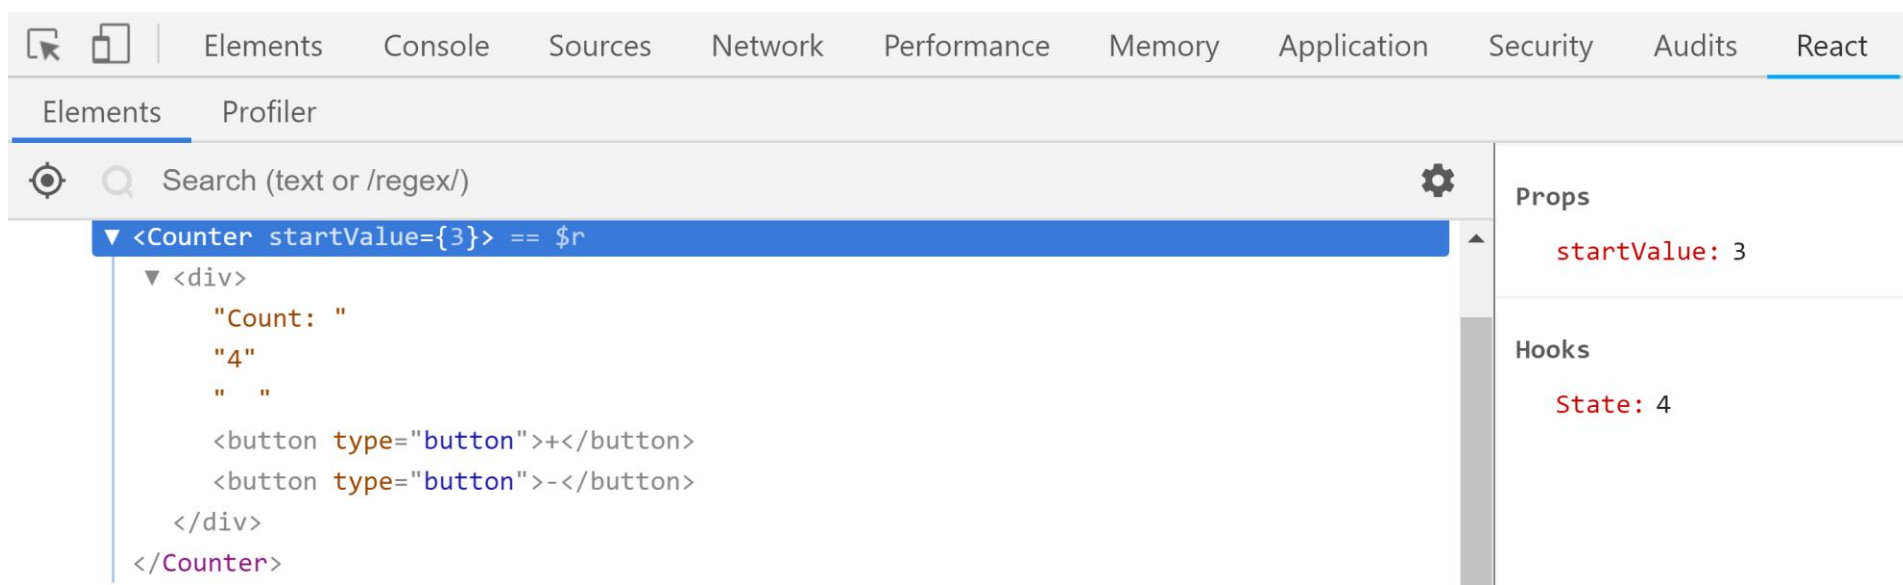 Elements Console Sources Network Performance Memory Application Security Audits React
Elements Profiler
Search (text or /regex/)
<Counter startValue={3}> == $r
<div>
"Count: "
"4"
"  "
<button type="button">+</button>
<button type="button">-</button>
</div>
</Counter>
Props
startValue: 3
Hooks
State: 4